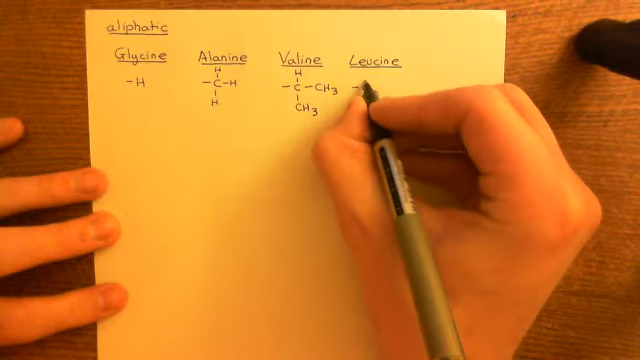 aliphatic
Glycine Alanine Valine Leucine
H H
-H -C-H -C-CH3 -
H CH3